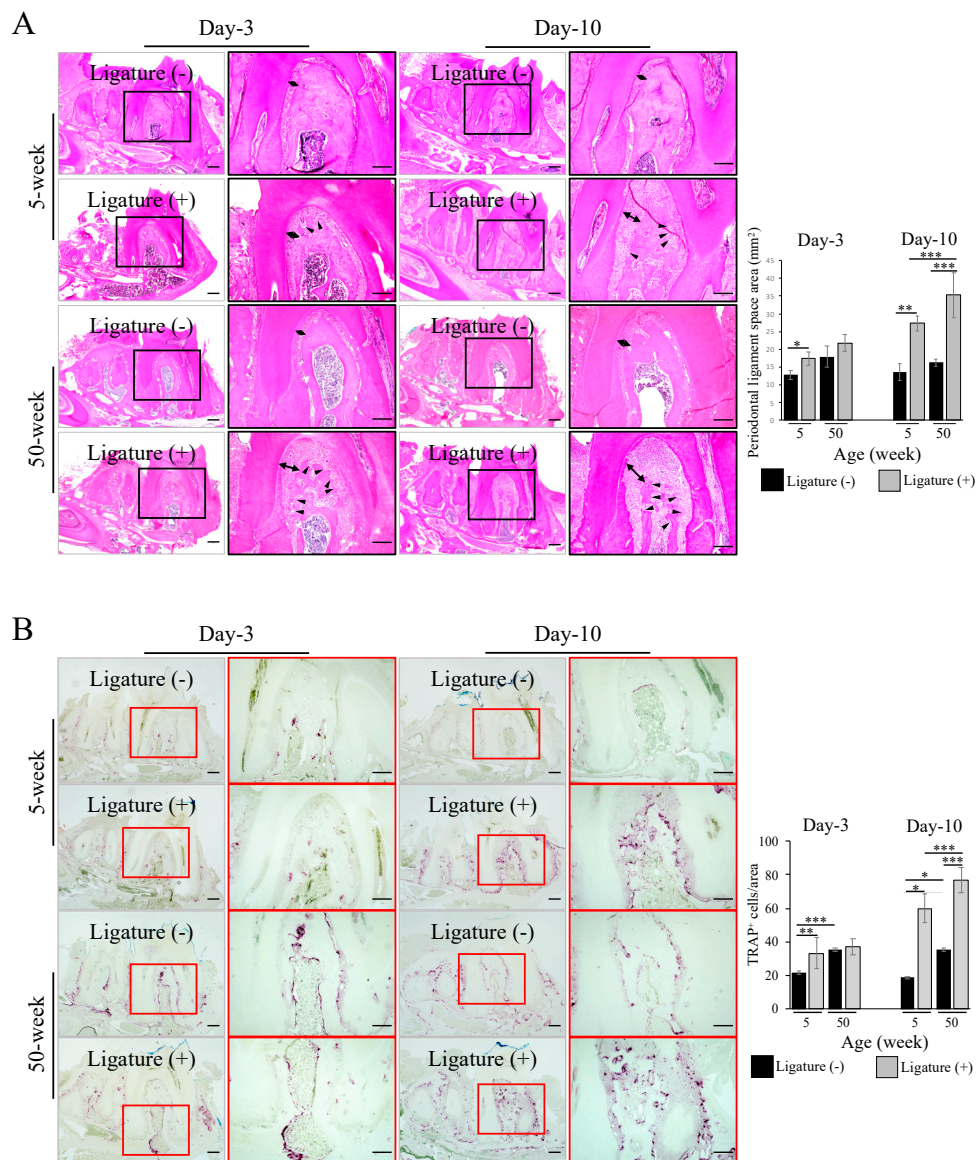 A
Day-3
Day-10
5-week
50-week
Ligature (-)
Ligature (-)
Ligature (+)
Ligature (+)
Ligature (-)
Ligature (-)
Ligature (+)
Ligature (+)
Periodontal ligament space area (mm²)
Day-3
Day-10
***
***
**
*
45
40
35
30
25
20
15
10
5
0
5 50 5 50
Age (week)
Ligature (-) Ligature (+)
B
Day-3
Day-10
5-week
50-week
Ligature (-)
Ligature (-)
Ligature (+)
Ligature (+)
Ligature (-)
Ligature (-)
Ligature (+)
Ligature (+)
TRAP⁺ cells/area
Day-3
Day-10
***
***
*
*
***
**
100
80
60
40
20
0
5 50 5 50
Age (week)
Ligature (-) Ligature (+)